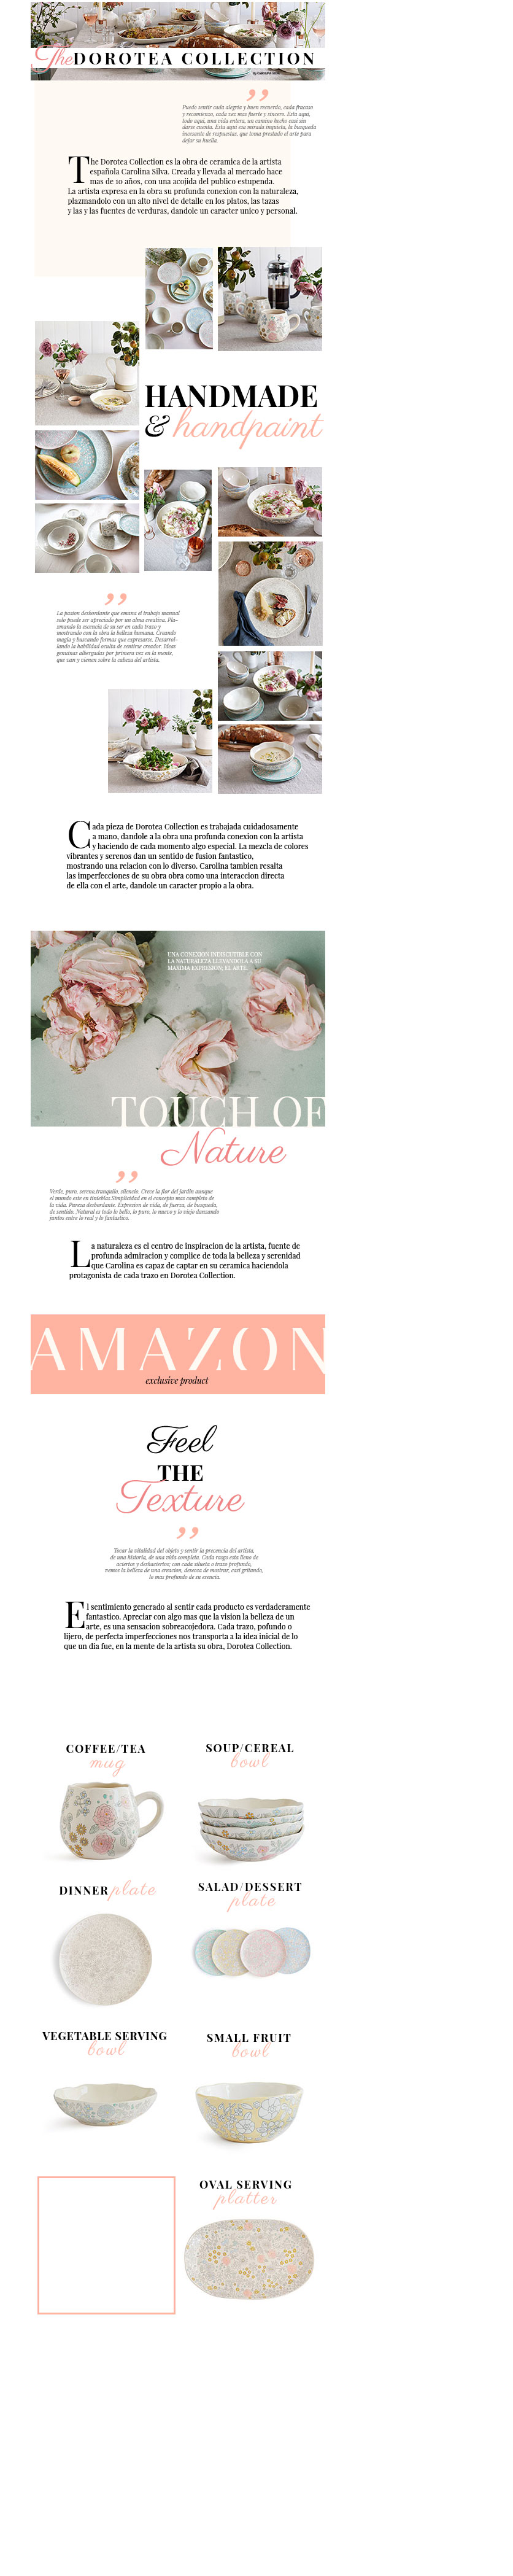 The DOROTEA COLLECTION
Puedo sentir cada alegria y buen recuerdo, cada fracaso
y recomienzo, cada vez mas fuerte y sincero. Esta aqui,
todo aqui, una vida entera, un camino hecho casi sin
darse cuenta. Esta aqui esa mirada inquieta, la busqueda
incesante de respuestas, que toma prestado el arte para
dejar su huella.
The Dorotea Collection es la obra de ceramica de la artista
española Carolina Silva. Creada y llevada al mercado hace
mas de 10 años, con una acojida del publico estupenda.
La artista expresa en la obra su profunda conexion con la naturaleza,
plazmandolo con un alto nivel de detalle en los platos, las tazas
y las y las fuentes de verduras, dandole un caracter unico y personal.
HANDMADE
& handpaint
La pasion desbordante que emana el trabajo manual
solo puede ser apreciado por un alma creativa. Pla-
zmando la escencia de su ser en cada trazo y
mostrando con la obra la belleza humana. Creando
magia y buscando formas que expresarse. Desarrol-
lando la habilidad oculta de sentirse creador. Ideas
genuinas albergadas por primera vez en la mente,
que van y vienen sobre la cabeza del artista.
Cada pieza de Dorotea Collection es trabajada cuidadosamente
a mano, dandole a la obra una profunda conexion con la artista
y haciendo de cada momento algo especial. La mezcla de colores
vibrantes y serenos dan un sentido de fusion fantastico,
mostrando una relacion con lo diverso. Carolina tambien resalta
las imperfecciones de su obra obra como una interaccion directa
de ella con el arte, dandole un caracter propio a la obra.
UNA CONEXION INDISCUTIBLE CON
LA NATURALEZA LLEVANDOLA A SU
MAXIMA EXPRESION; EL ARTE.
TOUCH OF
Nature
Verde, puro, sereno,tranquilo, silencio. Crece la flor del jardin aunque
el mundo este en tinieblas.Simplicidad en el concepto mas completo de
la vida. Pureza desbordante. Expresion de vida, de fuerza, de busqueda,
de sentido. Natural es todo lo bello, lo puro, lo nuevo y lo viejo danzando
juntos entre lo real y lo fantastico.
La naturaleza es el centro de inspiracion de la artista, fuente de
profunda admiracion y complice de toda la belleza y serenidad
que Carolina es capaz de captar en su ceramica haciendola
protagonista de cada trazo en Dorotea Collection.
AMAZON
exclusive product
Feel
THE
Texture
Tocar la vitalidad del objeto y sentir la precencia del artista,
de una historia, de una vida completa. Cada rasgo esta lleno de
aciertos y deshaciertos; con cada silueta o trazo profundo,
vemos la belleza de una creacion, deseosa de mostrar, casi gritando,
lo mas profundo de su esencia.
El sentimiento generado al sentir cada producto es verdaderamente
fantastico. Apreciar con algo mas que la vision la belleza de un
arte, es una sensacion sobreacojedora. Cada trazo, pofundo o
lijero, de perfecta imperfecciones nos transporta a la idea inicial de lo
que un dia fue, en la mente de la artista su obra, Dorotea Collection.
COFFEE/TEA
mug
SOUP/CEREAL
bowl
DINNER plate
SALAD/DESSERT
plate
VEGETABLE SERVING
bowl
SMALL FRUIT
bowl
OVAL SERVING
platter